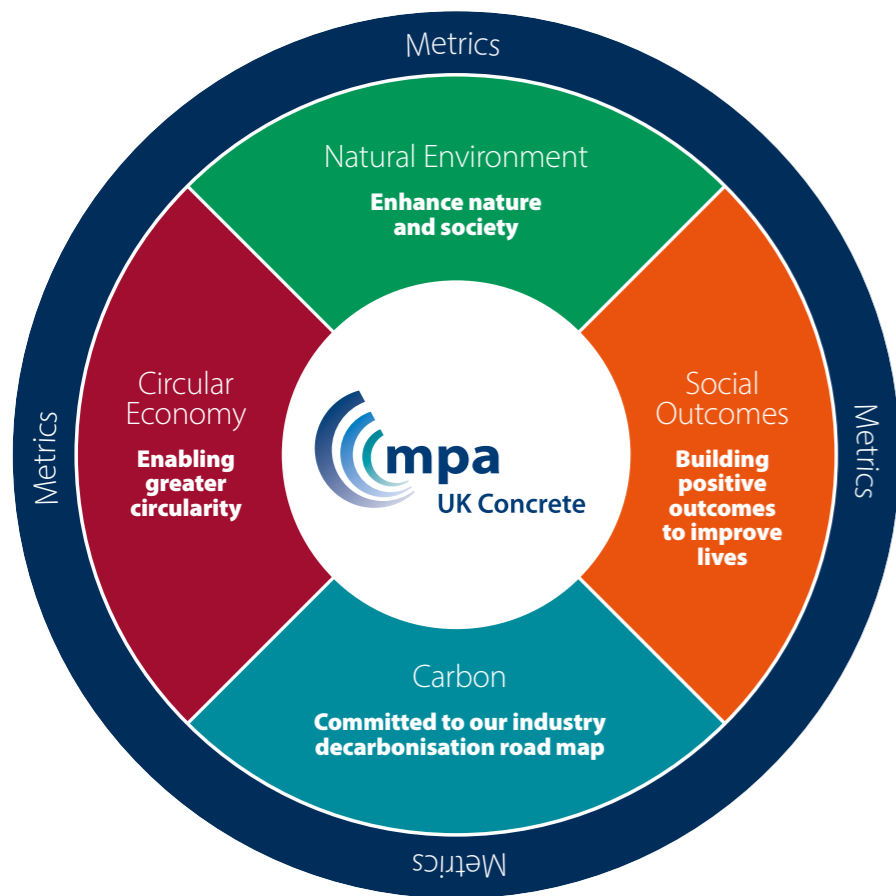 Metrics
Natural Environment
Enhance nature
and society
Circular
Economy
Enabling
greater
circularity
Metrics
mpa
UK Concrete
Social
Outcomes
Building
positive
outcomes
to improve
lives
Metrics
Carbon
Committed to our industry
decarbonisation road map
Metrics